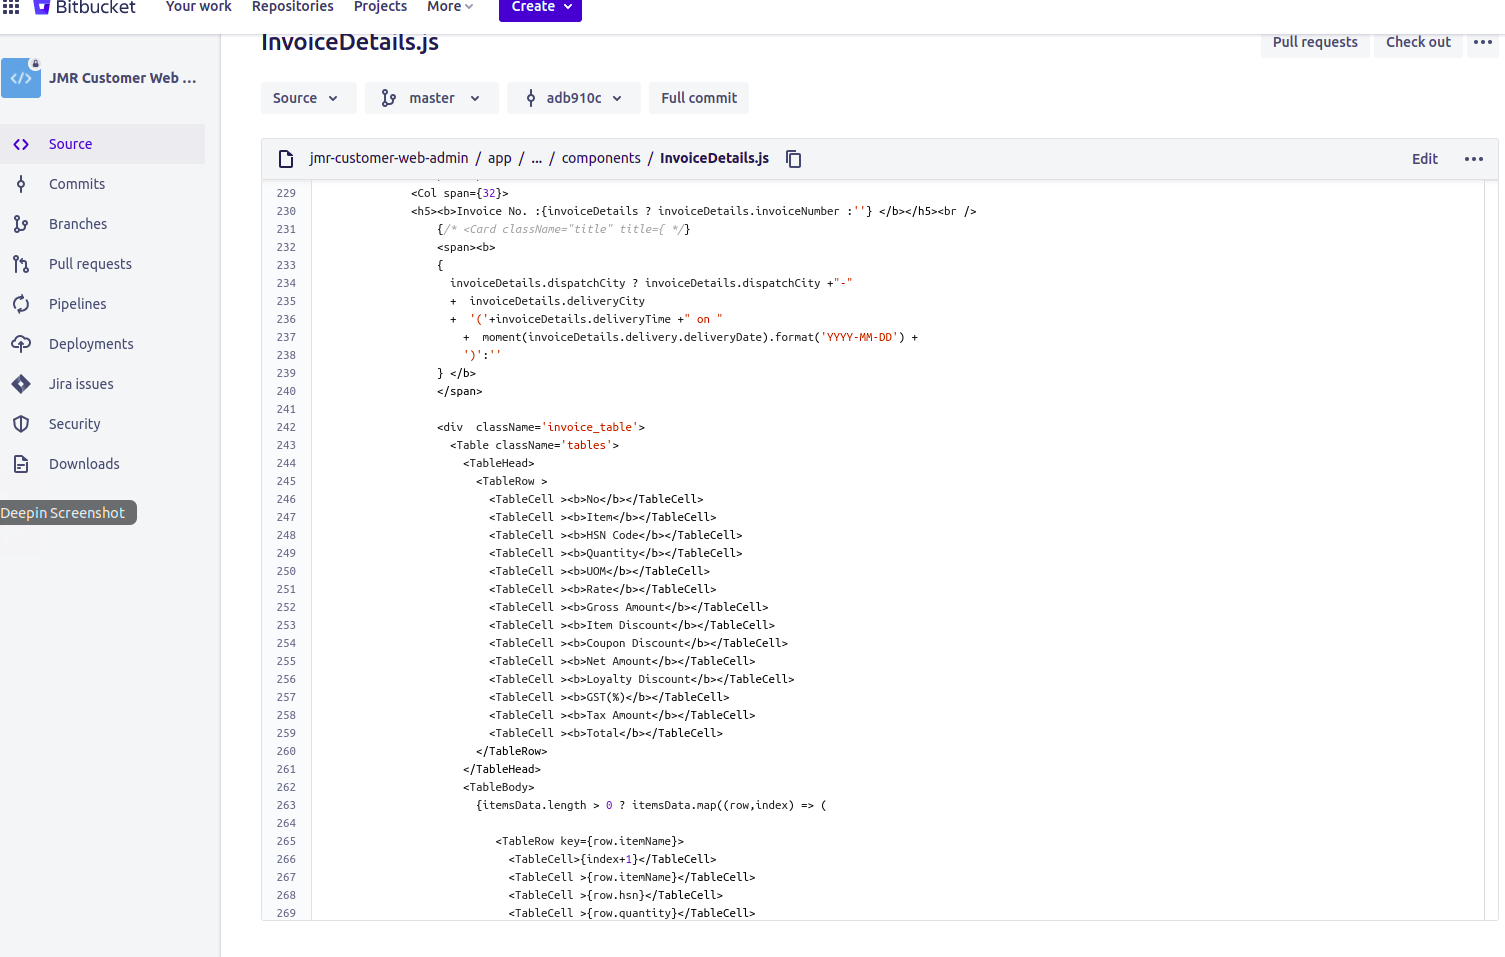 Bitbucket Your work Repositories Projects More Create
InvoiceDetails.js Pull requests Check out
JMR Customer Web ...
Source master adb910c Full commit
Source
Commits
Branches
Pull requests
Pipelines
Deployments
Jira issues
Security
Downloads
Deepin Screenshot
jmr-customer-web-admin / app / ... / components / InvoiceDetails.js Edit
229 <Col span={32}>
230 <h5><b>Invoice No. :{invoiceDetails ? invoiceDetails.invoiceNumber :''} </b></h5><br />
231 {/* <Card className="title" title={ */}
232 <span><b>
233 {
234 invoiceDetails.dispatchCity ? invoiceDetails.dispatchCity +"-"
235 +  invoiceDetails.deliveryCity
236 +  '('+invoiceDetails.deliveryTime +" on "
237 +  moment(invoiceDetails.delivery.deliveryDate).format('YYYY-MM-DD') +
238 ')':''
239 } </b>
240 </span>
241
242 <div  className='invoice_table'>
243 <Table className='tables'>
244 <TableHead>
245 <TableRow >
246 <TableCell ><b>No</b></TableCell>
247 <TableCell ><b>Item</b></TableCell>
248 <TableCell ><b>HSN Code</b></TableCell>
249 <TableCell ><b>Quantity</b></TableCell>
250 <TableCell ><b>UOM</b></TableCell>
251 <TableCell ><b>Rate</b></TableCell>
252 <TableCell ><b>Gross Amount</b></TableCell>
253 <TableCell ><b>Item Discount</b></TableCell>
254 <TableCell ><b>Coupon Discount</b></TableCell>
255 <TableCell ><b>Net Amount</b></TableCell>
256 <TableCell ><b>Loyalty Discount</b></TableCell>
257 <TableCell ><b>GST(%)</b></TableCell>
258 <TableCell ><b>Tax Amount</b></TableCell>
259 <TableCell ><b>Total</b></TableCell>
260 </TableRow>
261 </TableHead>
262 <TableBody>
263 {itemsData.length > 0 ? itemsData.map((row,index) => (
264
265 <TableRow key={row.itemName}>
266 <TableCell>{index+1}</TableCell>
267 <TableCell >{row.itemName}</TableCell>
268 <TableCell >{row.hsn}</TableCell>
269 <TableCell >{row.quantity}</TableCell>